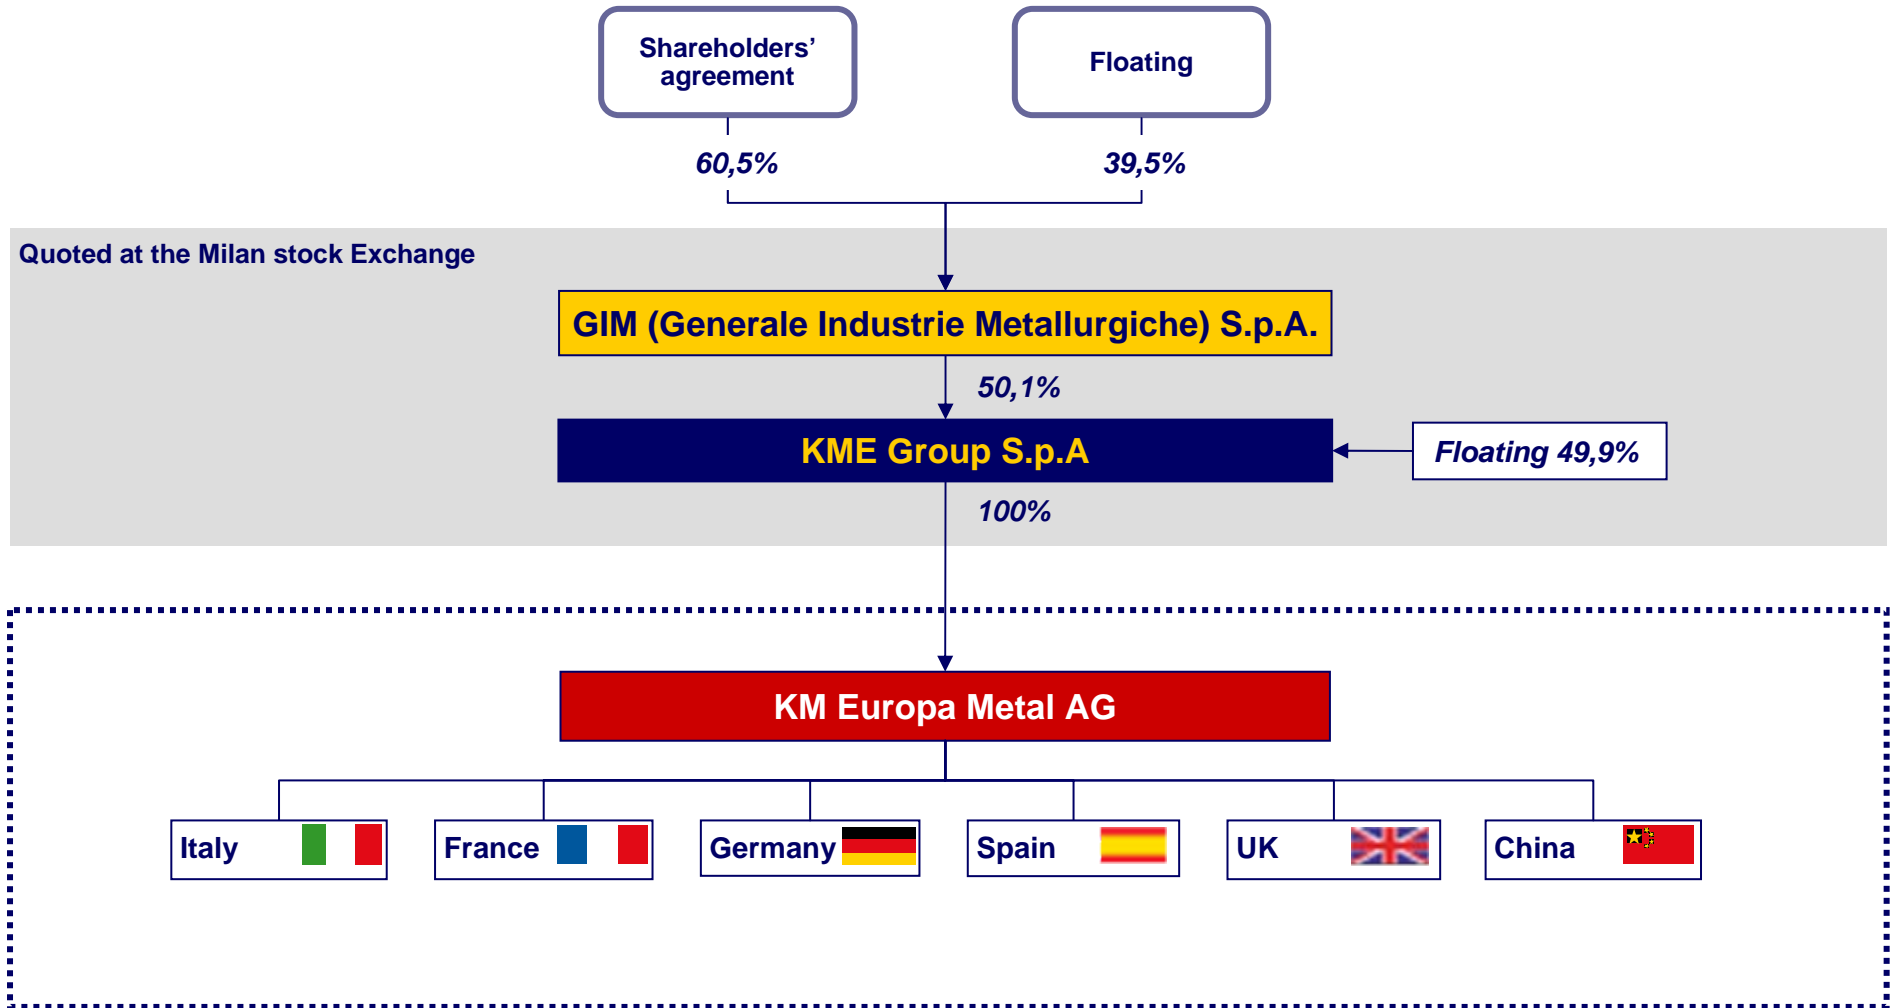 Shareholders’
agreement
Floating
60,5%
39,5%
Quoted at the Milan stock Exchange
GIM (Generale Industrie Metallurgiche) S.p.A.
50,1%
KME Group S.p.A
Floating 49,9%
100%
KM Europa Metal AG
Italy
France
Germany
Spain
UK
China